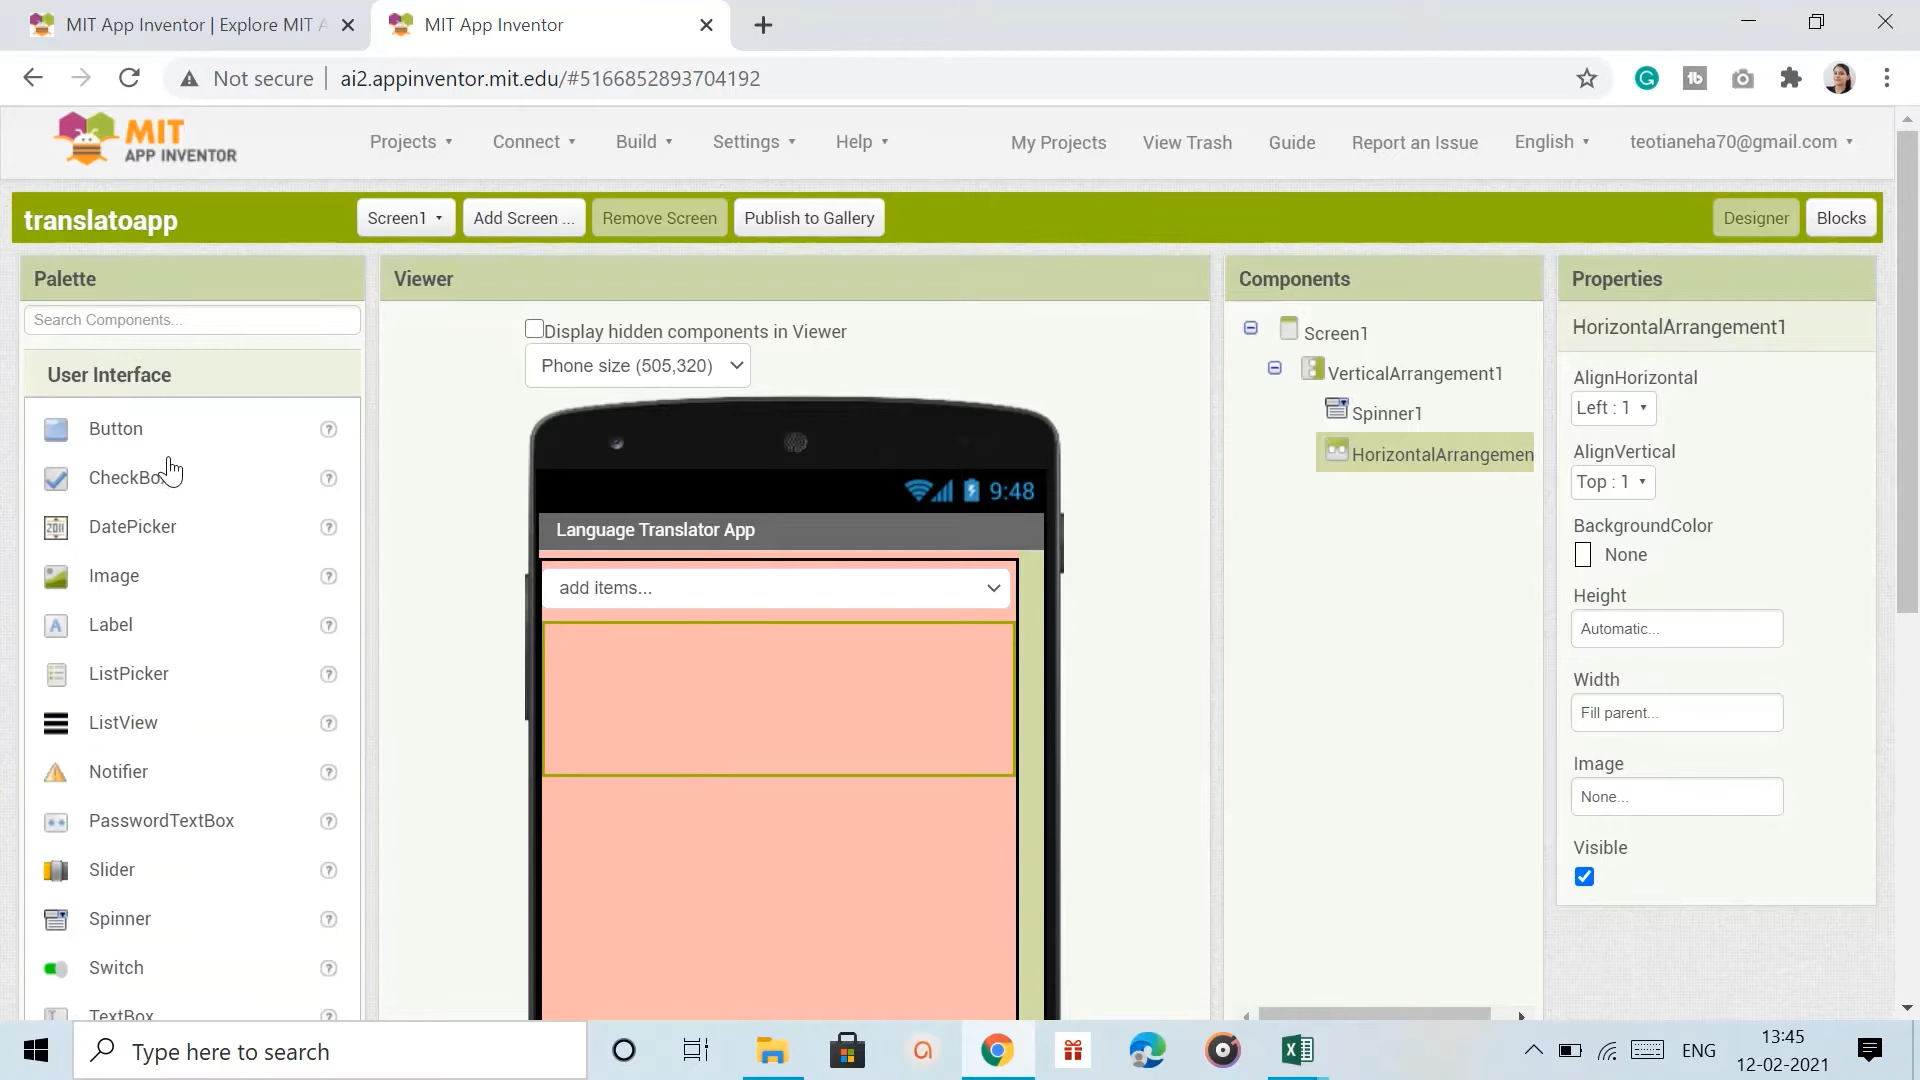 MIT App Inventor | Explore MIT A
MIT App Inventor
Not secure | ai2.appinventor.mit.edu/#5166852893704192
MIT
APP INVENTOR
Projects Connect Build Settings Help My Projects View Trash Guide Report an Issue English teotianeha70@gmail.com
translatoapp Screen1 Add Screen ... Remove Screen Publish to Gallery Designer Blocks
Palette
Search Components...
User Interface
Button
CheckBo
DatePicker
Image
Label
ListPicker
ListView
Notifier
PasswordTextBox
Slider
Spinner
Switch
TextBox
Viewer
Display hidden components in Viewer
Phone size (505,320)
9:48
Language Translator App
add items...
Components
Screen1
VerticalArrangement1
Spinner1
HorizontalArrangemen
Properties
HorizontalArrangement1
AlignHorizontal
Left : 1
AlignVertical
Top : 1
BackgroundColor
None
Height
Automatic...
Width
Fill parent...
Image
None...
Visible
Type here to search
ENG
13:45
12-02-2021